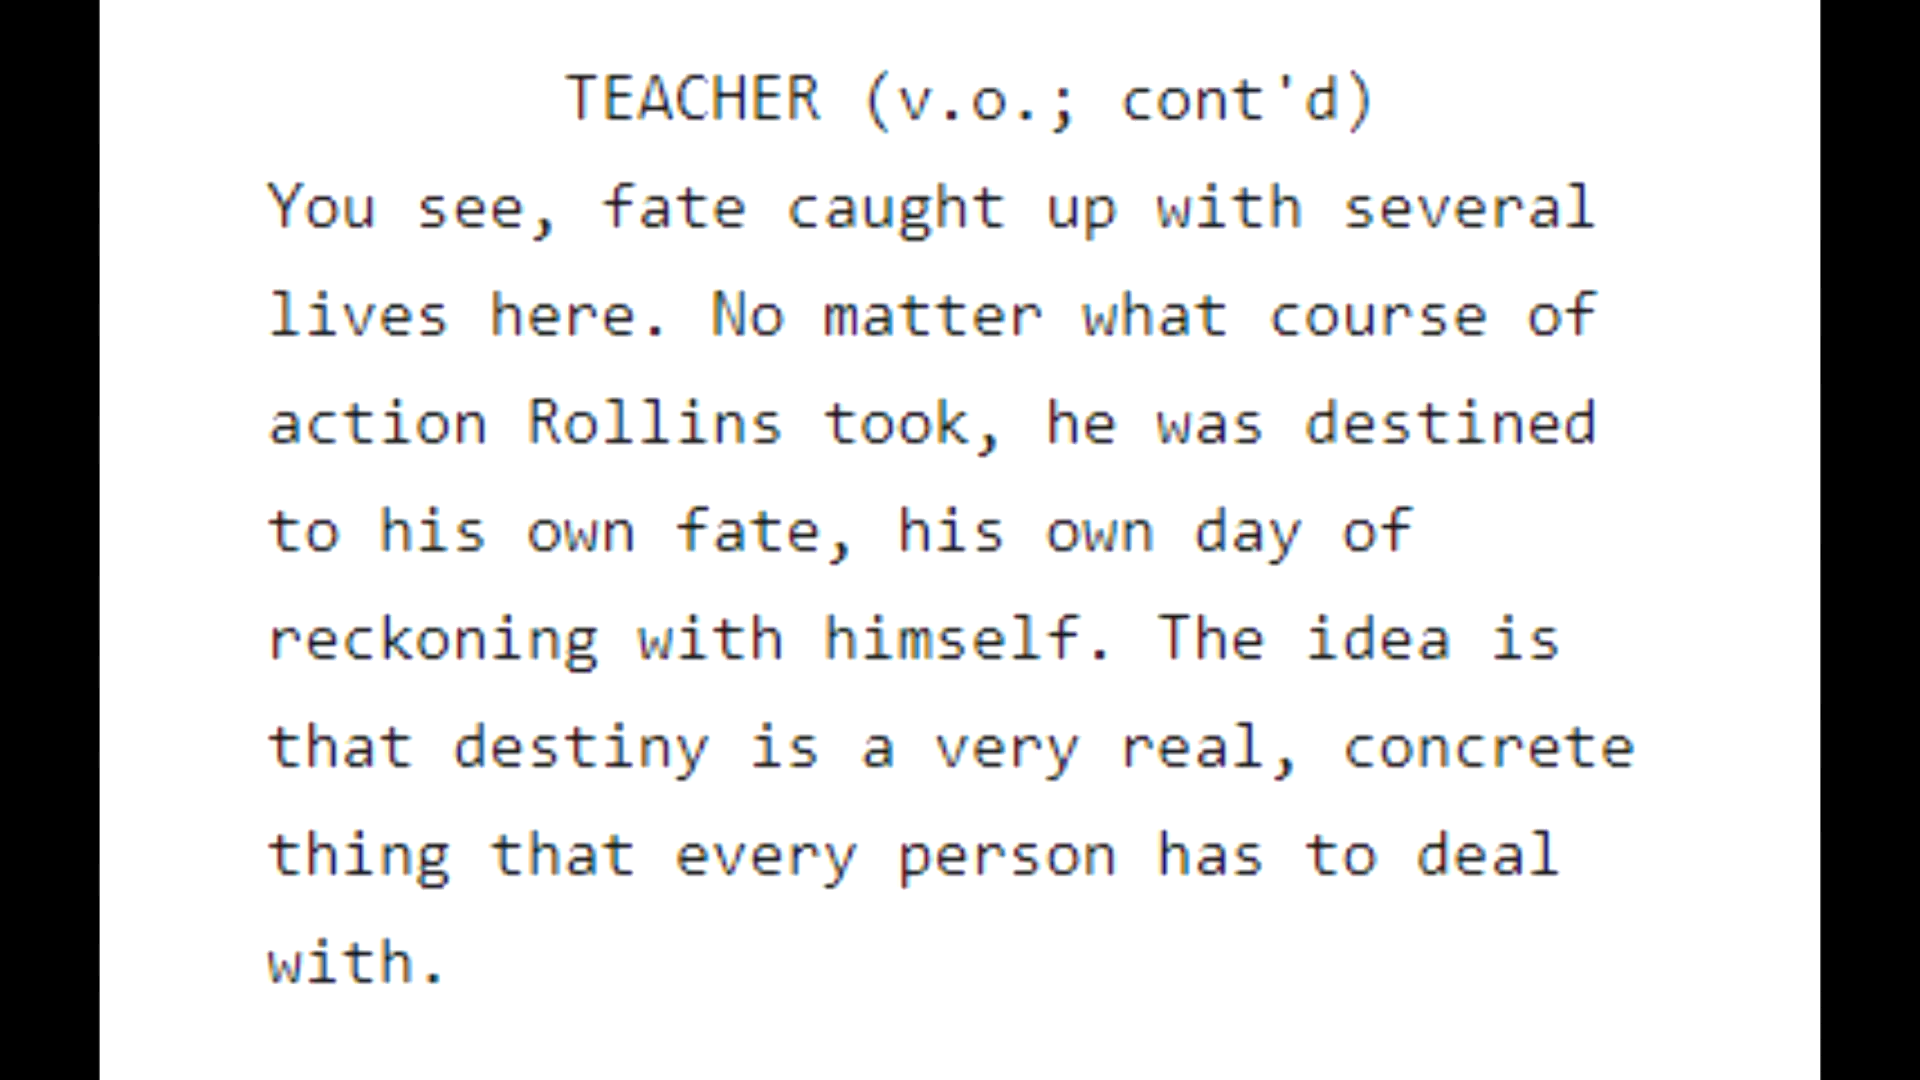 TEACHER (v.o.; cont'd)
You see, fate caught up with several
lives here. No matter what course of
action Rollins took, he was destined
to his own fate, his own day of
reckoning with himself. The idea is
that destiny is a very real, concrete
thing that every person has to deal
with.